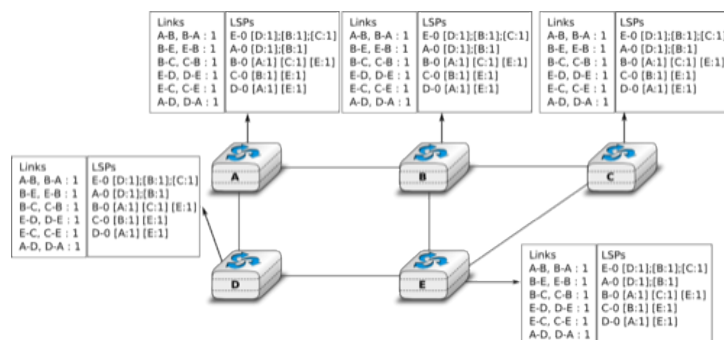 Links LSPs
A-B, B-A : 1 E-0 [D:1];[B:1];[C:1]
B-E, E-B : 1 A-0 [D:1];[B:1]
B-C, C-B : 1 B-0 [A:1] [C:1] [E:1]
E-D, D-E : 1 C-0 [B:1] [E:1]
E-C, C-E : 1 D-0 [A:1] [E:1]
A-D, D-A : 1
Links LSPs
A-B, B-A : 1 E-0 [D:1];[B:1];[C:1]
B-E, E-B : 1 A-0 [D:1];[B:1]
B-C, C-B : 1 B-0 [A:1] [C:1] [E:1]
E-D, D-E : 1 C-0 [B:1] [E:1]
E-C, C-E : 1 D-0 [A:1] [E:1]
A-D, D-A : 1
Links LSPs
A-B, B-A : 1 E-0 [D:1];[B:1];[C:1]
B-E, E-B : 1 A-0 [D:1];[B:1]
B-C, C-B : 1 B-0 [A:1] [C:1] [E:1]
E-D, D-E : 1 C-0 [B:1] [E:1]
E-C, C-E : 1 D-0 [A:1] [E:1]
A-D, D-A : 1
A
B
C
Links LSPs
A-B, B-A : 1 E-0 [D:1];[B:1];[C:1]
B-E, E-B : 1 A-0 [D:1];[B:1]
B-C, C-B : 1 B-0 [A:1] [C:1] [E:1]
E-D, D-E : 1 C-0 [B:1] [E:1]
E-C, C-E : 1 D-0 [A:1] [E:1]
A-D, D-A : 1
D
E
Links LSPs
A-B, B-A : 1 E-0 [D:1];[B:1];[C:1]
B-E, E-B : 1 A-0 [D:1];[B:1]
B-C, C-B : 1 B-0 [A:1] [C:1] [E:1]
E-D, D-E : 1 C-0 [B:1] [E:1]
E-C, C-E : 1 D-0 [A:1] [E:1]
A-D, D-A : 1